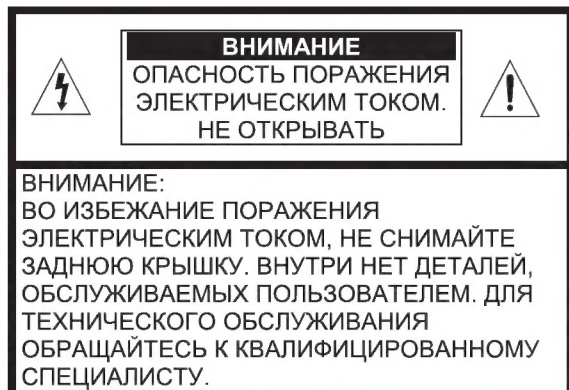 ВНИМАНИЕ
ОПАСНОСТЬ ПОРАЖЕНИЯ
ЭЛЕКТРИЧЕСКИМ ТОКОМ.
НЕ ОТКРЫВАТЬ
ВНИМАНИЕ:
ВО ИЗБЕЖАНИЕ ПОРАЖЕНИЯ
ЭЛЕКТРИЧЕСКИМ ТОКОМ, НЕ СНИМАЙТЕ
ЗАДНЮЮ КРЫШКУ. ВНУТРИ НЕТ ДЕТАЛЕЙ,
ОБСЛУЖИВАЕМЫХ ПОЛЬЗОВАТЕЛЕМ. ДЛЯ
ТЕХНИЧЕСКОГО ОБСЛУЖИВАНИЯ
ОБРАЩАЙТЕСЬ К КВАЛИФИЦИРОВАННОМУ
СПЕЦИАЛИСТУ.